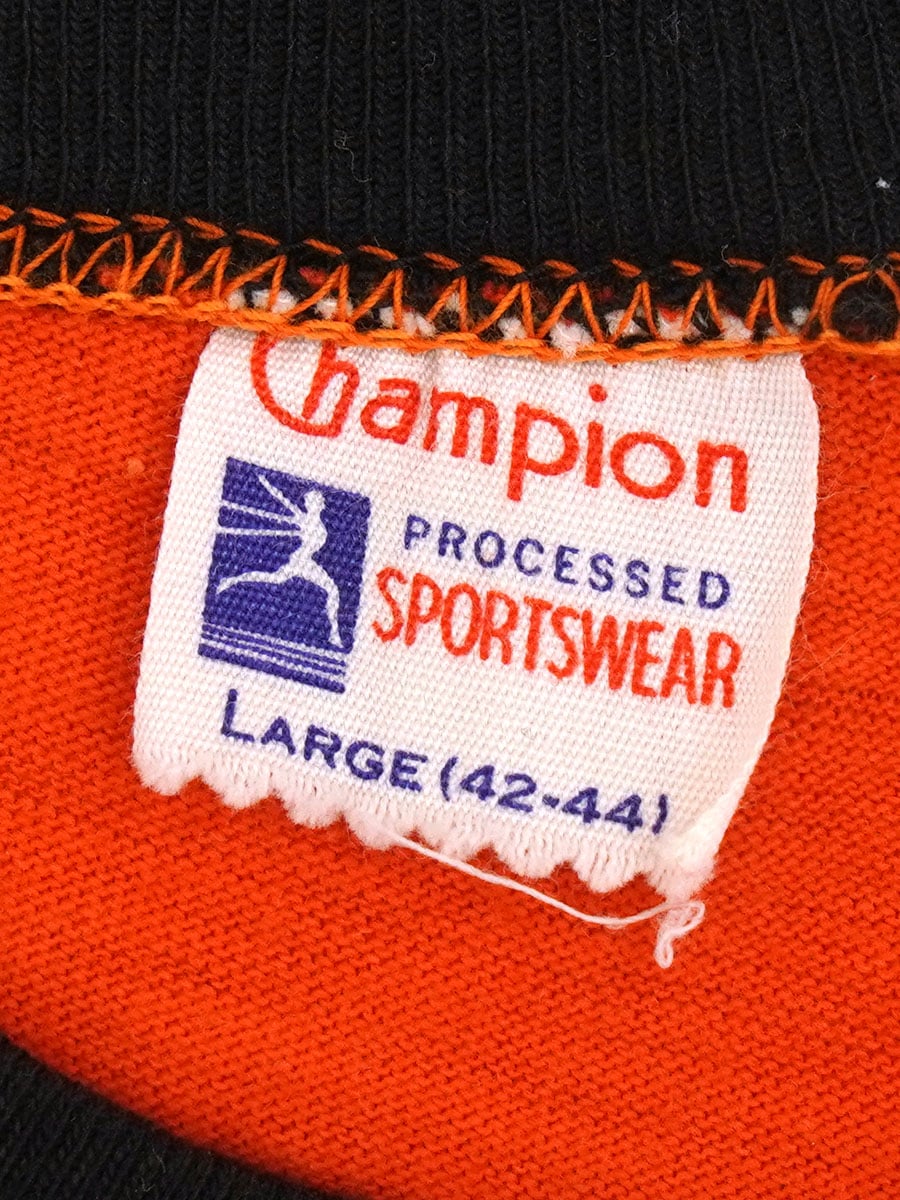 Champion
PROCESSED
SPORTSWEAR
LARGE (42-44)